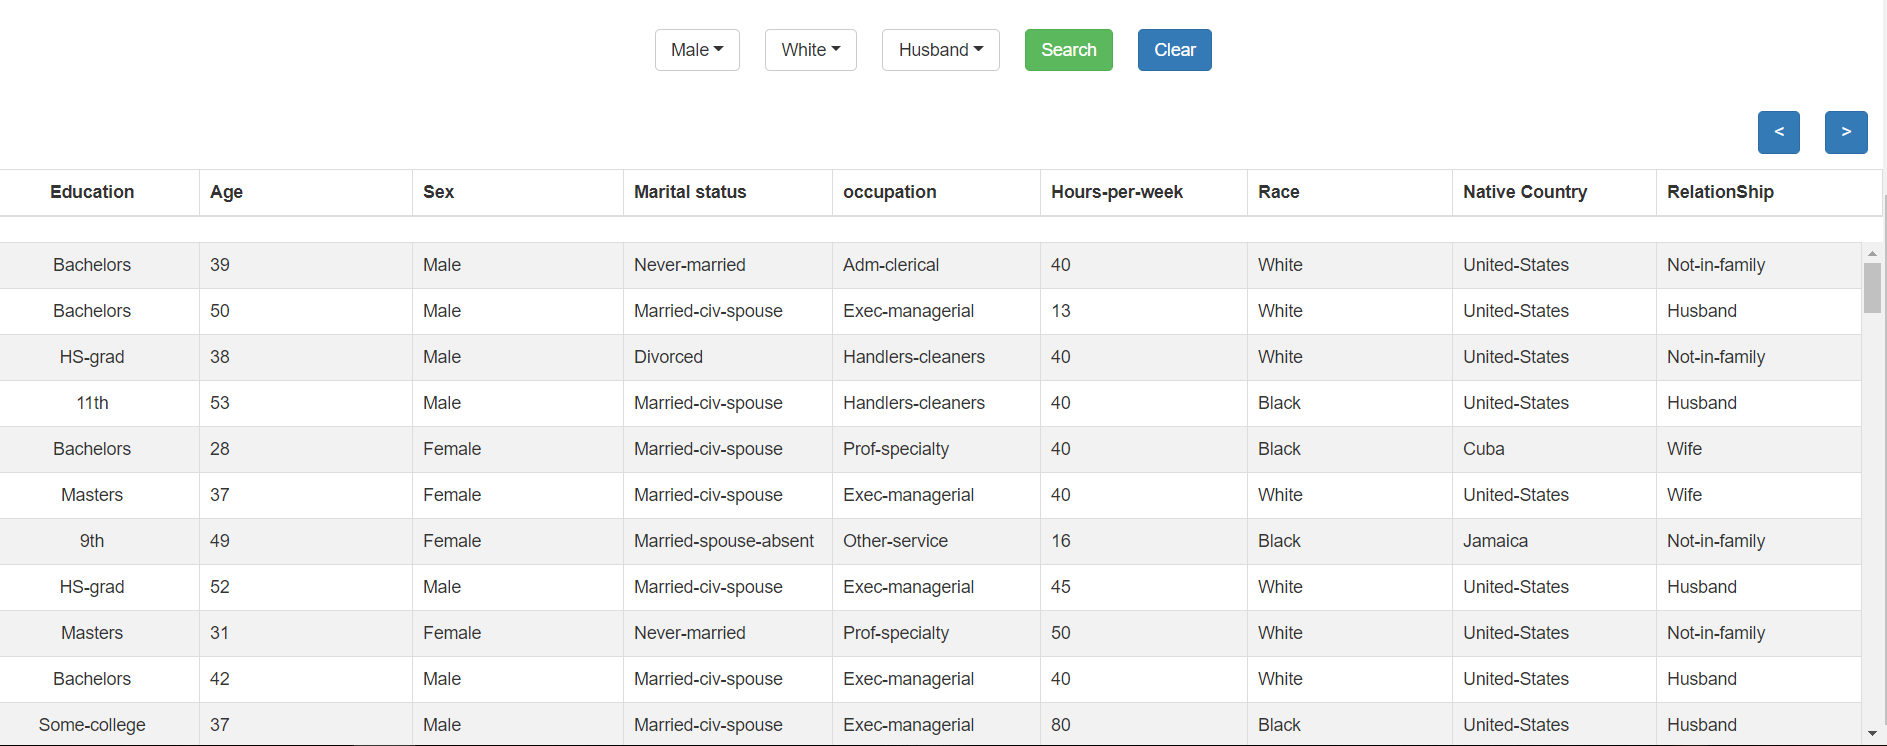 Male White Husband Search Clear
< >
Education Age Sex Marital status occupation Hours-per-week Race Native Country RelationShip
Bachelors 39 Male Never-married Adm-clerical 40 White United-States Not-in-family
Bachelors 50 Male Married-civ-spouse Exec-managerial 13 White United-States Husband
HS-grad 38 Male Divorced Handlers-cleaners 40 White United-States Not-in-family
11th 53 Male Married-civ-spouse Handlers-cleaners 40 Black United-States Husband
Bachelors 28 Female Married-civ-spouse Prof-specialty 40 Black Cuba Wife
Masters 37 Female Married-civ-spouse Exec-managerial 40 White United-States Wife
9th 49 Female Married-spouse-absent Other-service 16 Black Jamaica Not-in-family
HS-grad 52 Male Married-civ-spouse Exec-managerial 45 White United-States Husband
Masters 31 Female Never-married Prof-specialty 50 White United-States Not-in-family
Bachelors 42 Male Married-civ-spouse Exec-managerial 40 White United-States Husband
Some-college 37 Male Married-civ-spouse Exec-managerial 80 Black United-States Husband